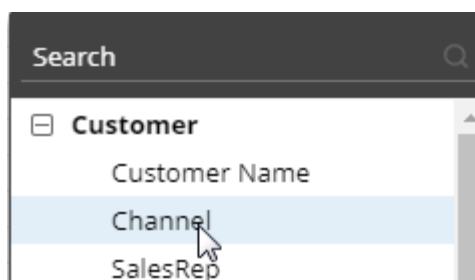 Search
Customer
Customer Name
Channel
SalesRep